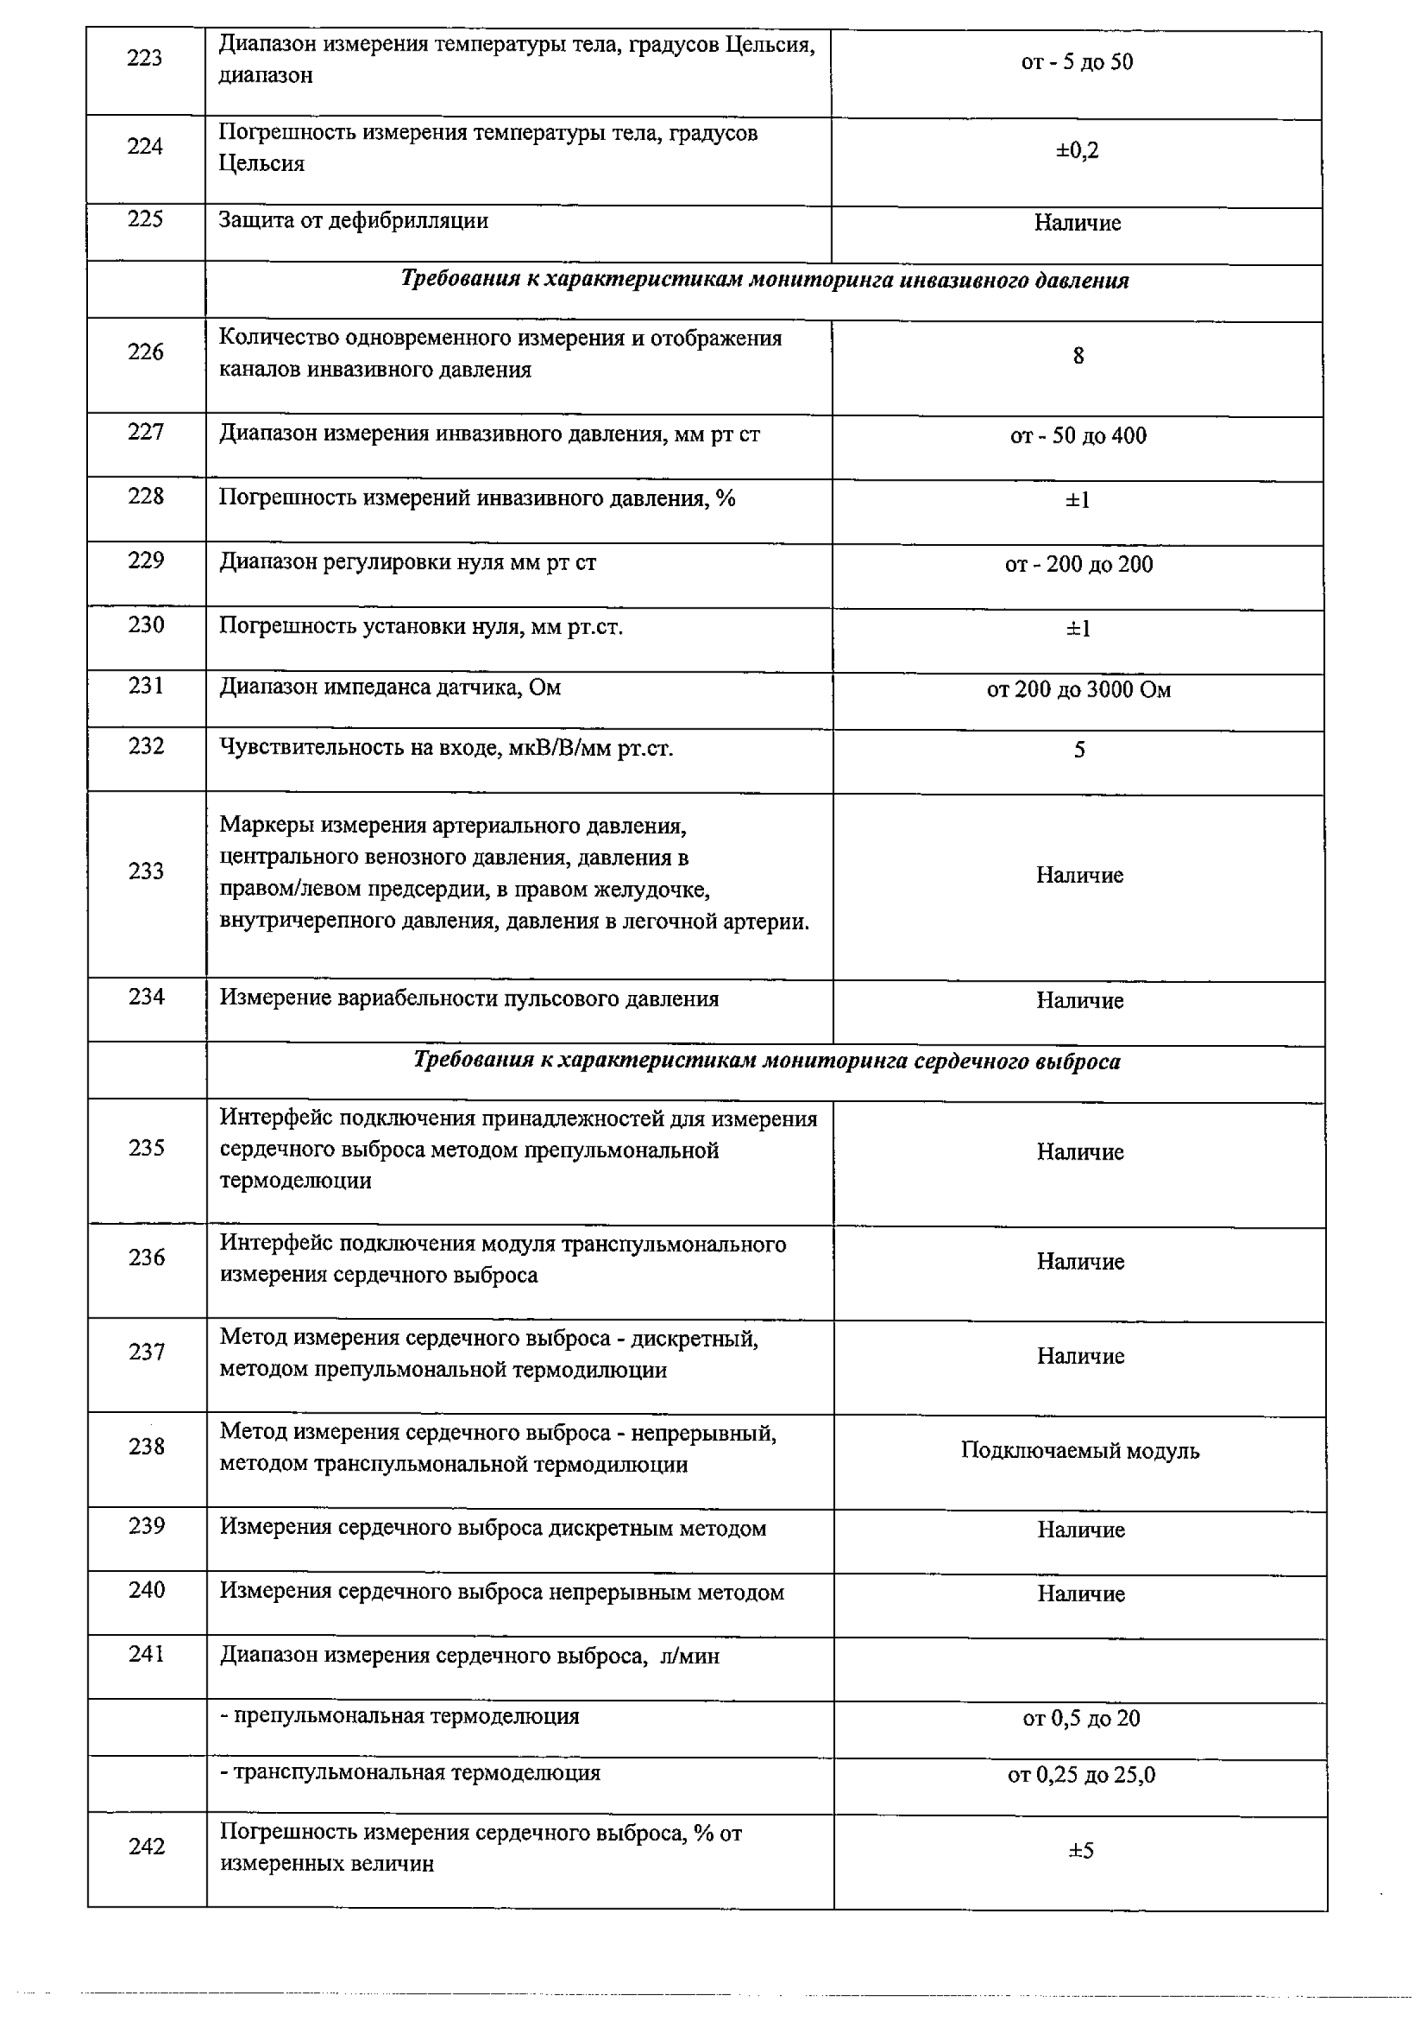 223
Диапазон измерения температуры тела, градусов Цельсия,
диапазон
от - 5 до 50
224
Погрешность измерения температуры тела, градусов
Цельсия
±0,2
225
Защита от дефибрилляции
Наличие
Требования к характеристикам мониторинга инвазивного давления
226
Количество одновременного измерения и отображения
каналов инвазивного давления
8
227
Диапазон измерения инвазивного давления, мм рт ст
от - 50 до 400
228
Погрешность измерений инвазивного давления, %
±1
229
Диапазон регулировки нуля мм рт ст
от - 200 до 200
230
Погрешность установки нуля, мм рт.ст.
±1
231
Диапазон импеданса датчика, Ом
от 200 до 3000 Ом
232
Чувствительность на входе, мкВ/В/мм рт.ст.
5
233
Маркеры измерения артериального давления,
центрального венозного давления, давления в
правом/левом предсердии, в правом желудочке,
внутричерепного давления, давления в легочной артерии.
Наличие
234
Измерение вариабельности пульсового давления
Наличие
Требования к характеристикам мониторинга сердечного выброса
235
Интерфейс подключения принадлежностей для измерения
сердечного выброса методом препульмональной
термоделюции
Наличие
236
Интерфейс подключения модуля транспульмонального
измерения сердечного выброса
Наличие
237
Метод измерения сердечного выброса - дискретный,
методом препульмональной термодилюции
Наличие
238
Метод измерения сердечного выброса - непрерывный,
методом транспульмональной термодилюции
Подключаемый модуль
239
Измерения сердечного выброса дискретным методом
Наличие
240
Измерения сердечного выброса непрерывным методом
Наличие
241
Диапазон измерения сердечного выброса, л/мин
- препульмональная термоделюция
от 0,5 до 20
- транспульмональная термоделюция
от 0,25 до 25,0
242
Погрешность измерения сердечного выброса, % от
измеренных величин
±5